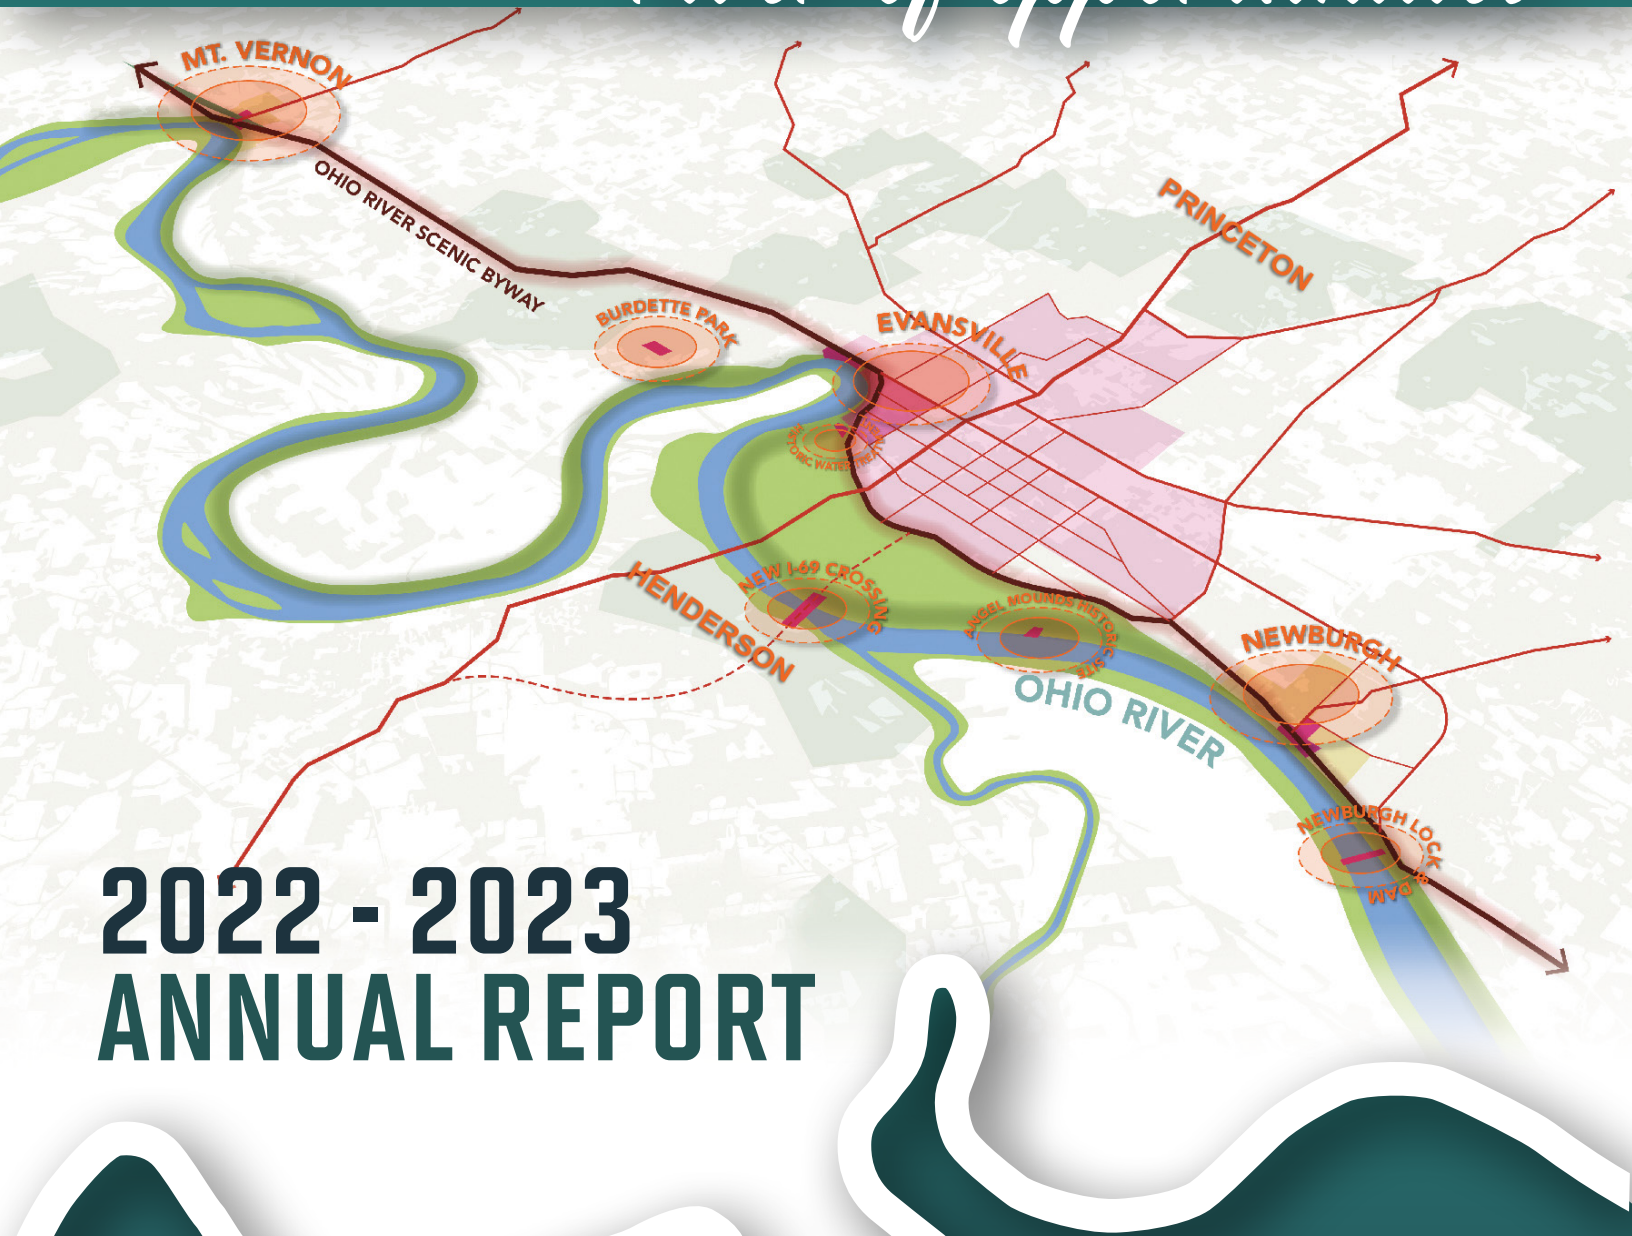 MT. VERNON
OHIO RIVER SCENIC BYWAY
PRINCETON
BURDETTE PARK
EVANSVILLE
NEW I-69 CROSSING
HENDERSON
ANGEL MOUNDS HISTORIC SITE
OHIO RIVER
NEWBURGH
NEWBURGH LOCK & DAM
2022 - 2023
ANNUAL REPORT